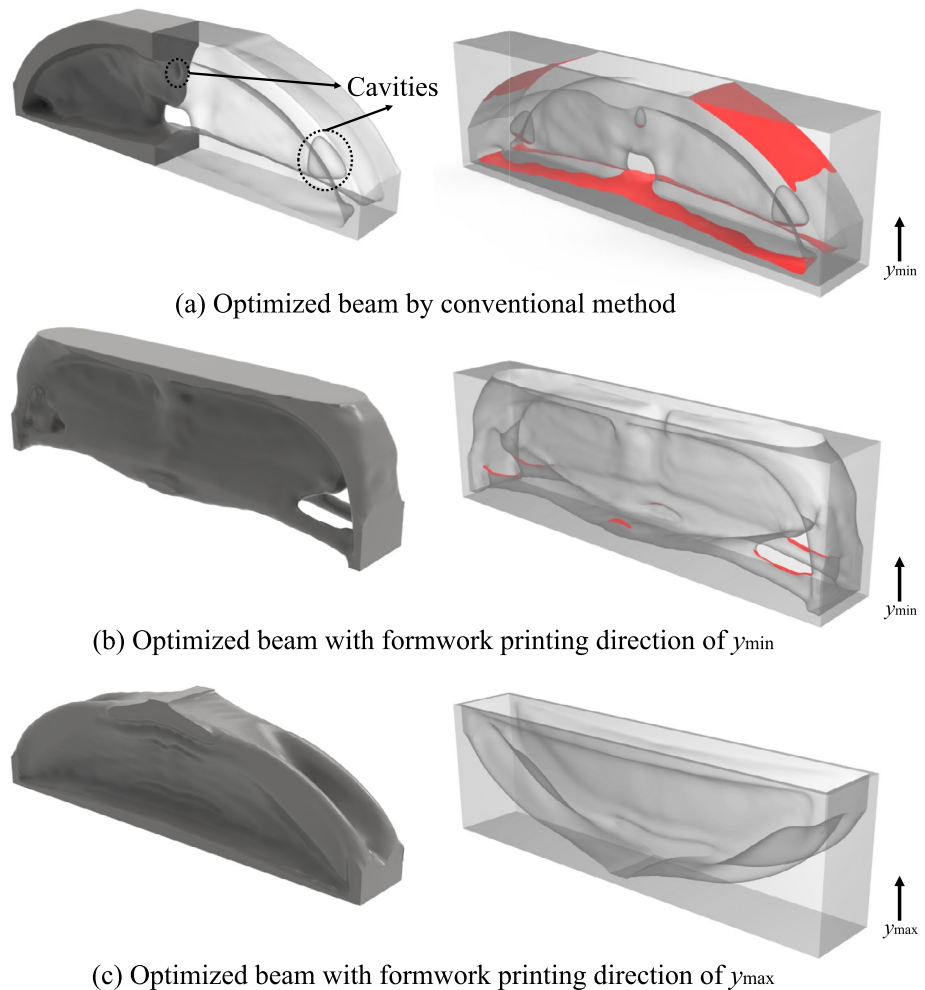 Cavities
ymin
(a) Optimized beam by conventional method
ymin
(b) Optimized beam with formwork printing direction of ymin
ymax
(c) Optimized beam with formwork printing direction of ymax